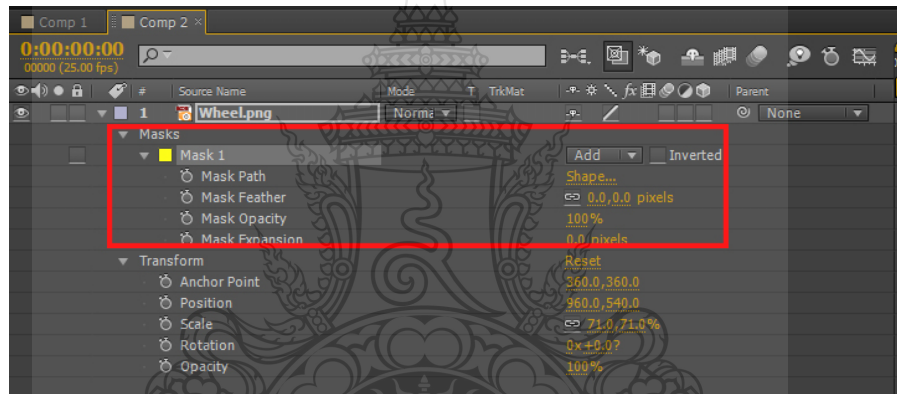 Comp 1 Comp 2 ×
0:00:00:00
00000 (25.00 fps)
# Source Name Mode T TrkMat fx Parent
1 Wheel.png Norma None
Masks
Mask 1 Add Inverted
Mask Path Shape...
Mask Feather 0.0,0.0 pixels
Mask Opacity 100%
Mask Expansion 0.0 pixels
Transform Reset
Anchor Point 360.0,360.0
Position 960.0,540.0
Scale 71.0,71.0%
Rotation 0x+0.0?
Opacity 100%